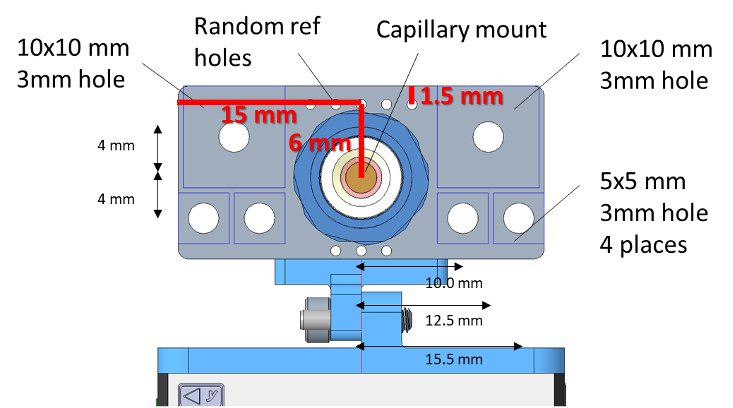 10x10 mm
3mm hole
Random ref
holes
Capillary mount
10x10 mm
3mm hole
1.5 mm
15 mm
6 mm
4 mm
4 mm
5x5 mm
3mm hole
4 places
10.0 mm
12.5 mm
15.5 mm
y